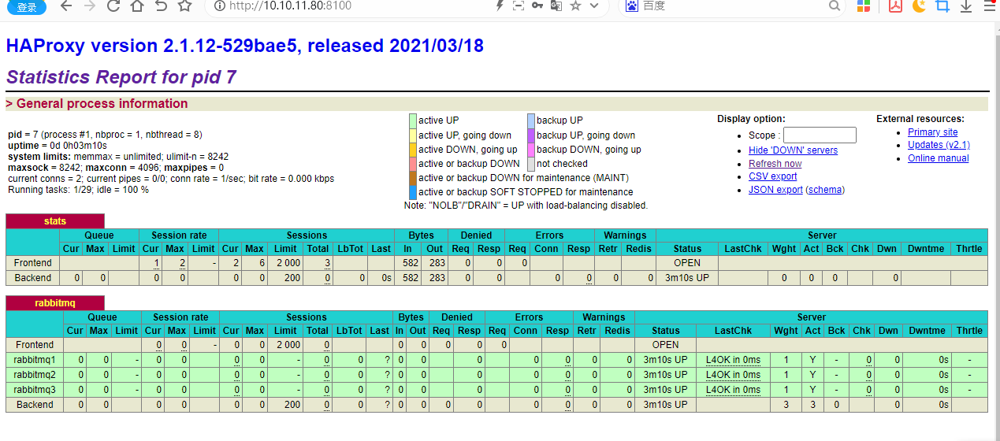 登录 http://10.10.11.80:8100 百度
HAProxy version 2.1.12-529bae5, released 2021/03/18
Statistics Report for pid 7
> General process information
pid = 7 (process #1, nbproc = 1, nbthread = 8)
uptime = 0d 0h03m10s
system limits: memmax = unlimited; ulimit-n = 8242
maxsock = 8242; maxconn = 4096; maxpipes = 0
current conns = 2; current pipes = 0/0; conn rate = 1/sec; bit rate = 0.000 kbps
Running tasks: 1/29; idle = 100 %
active UP backup UP
active UP, going down backup UP, going down
active DOWN, going up backup DOWN, going up
active or backup DOWN not checked
active or backup DOWN for maintenance (MAINT)
active or backup SOFT STOPPED for maintenance
Note: "NOLB"/"DRAIN" = UP with load-balancing disabled.
Display option:
• Scope :
• Hide 'DOWN' servers
• Refresh now
• CSV export
• JSON export (schema)
External resources:
• Primary site
• Updates (v2.1)
• Online manual
stats
Queue Session rate Sessions Bytes Denied Errors Warnings Server
Cur Max Limit Cur Max Limit Cur Max Limit Total LbTot Last In Out Req Resp Req Conn Resp Retr Redis Status LastChk Wght Act Bck Chk Dwn Dwntme Thrtle
Frontend 1 2 - 2 6 2 000 3 582 283 0 0 0 OPEN
Backend 0 0 0 0 0 0 200 0 0 0s 582 283 0 0 0 0 0 0 3m10s UP 0 0 0 0
rabbitmq
Queue Session rate Sessions Bytes Denied Errors Warnings Server
Cur Max Limit Cur Max Limit Cur Max Limit Total LbTot Last In Out Req Resp Req Conn Resp Retr Redis Status LastChk Wght Act Bck Chk Dwn Dwntme Thrtle
Frontend 0 0 - 0 0 2 000 0 0 0 0 0 0 OPEN
rabbitmq1 0 0 - 0 0 0 0 - 0 0 ? 0 0 0 0 0 0 0 3m10s UP L4OK in 0ms 1 Y - 0 0 0s -
rabbitmq2 0 0 - 0 0 0 0 - 0 0 ? 0 0 0 0 0 0 0 3m10s UP L4OK in 0ms 1 Y - 0 0 0s -
rabbitmq3 0 0 - 0 0 0 0 - 0 0 ? 0 0 0 0 0 0 0 3m10s UP L4OK in 0ms 1 Y - 0 0 0s -
Backend 0 0 0 0 0 0 200 0 0 ? 0 0 0 0 0 0 0 0 3m10s UP 3 3 0 0 0s